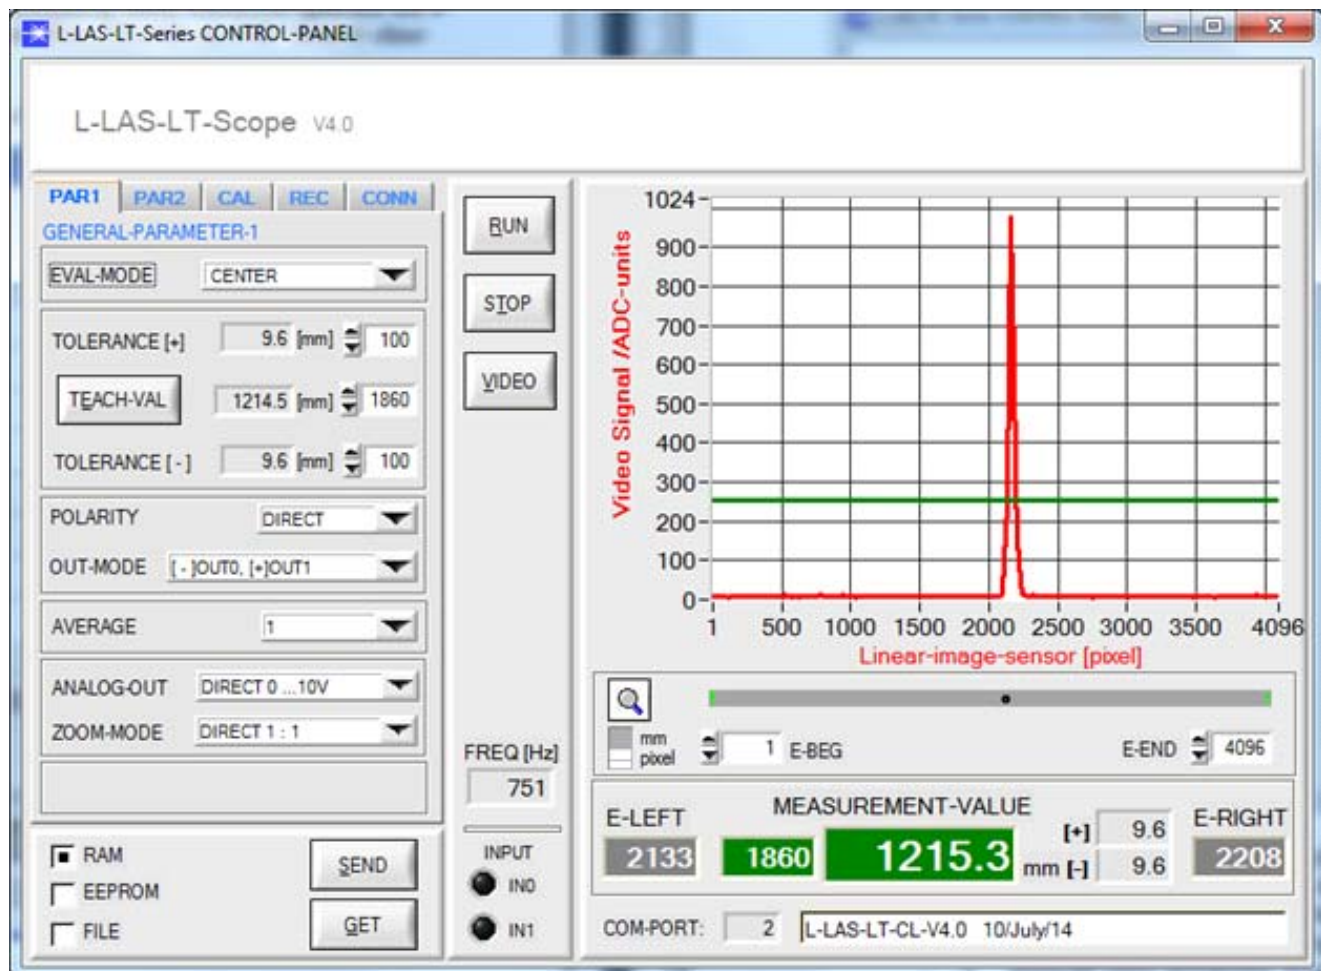 L-LAS-LT-Series CONTROL-PANEL
L-LAS-LT-Scope V4.0
PAR1 PAR2 CAL REC CONN
GENERAL-PARAMETER-1
EVAL-MODE CENTER
TOLERANCE [+] 9.6 [mm] 100
TEACH-VAL 1214.5 [mm] 1860
TOLERANCE [ - ] 9.6 [mm] 100
POLARITY DIRECT
OUT-MODE [ - ]OUT0, [+]OUT1
AVERAGE 1
ANALOG-OUT DIRECT 0 ...10V
ZOOM-MODE DIRECT 1 : 1
RAM
EEPROM
FILE
SEND
GET
RUN
STOP
VIDEO
FREQ [Hz]
751
INPUT
IN0
IN1
Video Signal /ADC-units
1024
900
800
700
600
500
400
300
200
100
0
1 500 1000 1500 2000 2500 3000 3500 4096
Linear-image-sensor [pixel]
mm
pixel
1 E-BEG
E-END 4096
MEASUREMENT-VALUE
E-LEFT
2133
1860
1215.3 mm
[+] 9.6
[-] 9.6
E-RIGHT
2208
COM-PORT: 2 L-LAS-LT-CL-V4.0 10/July/14